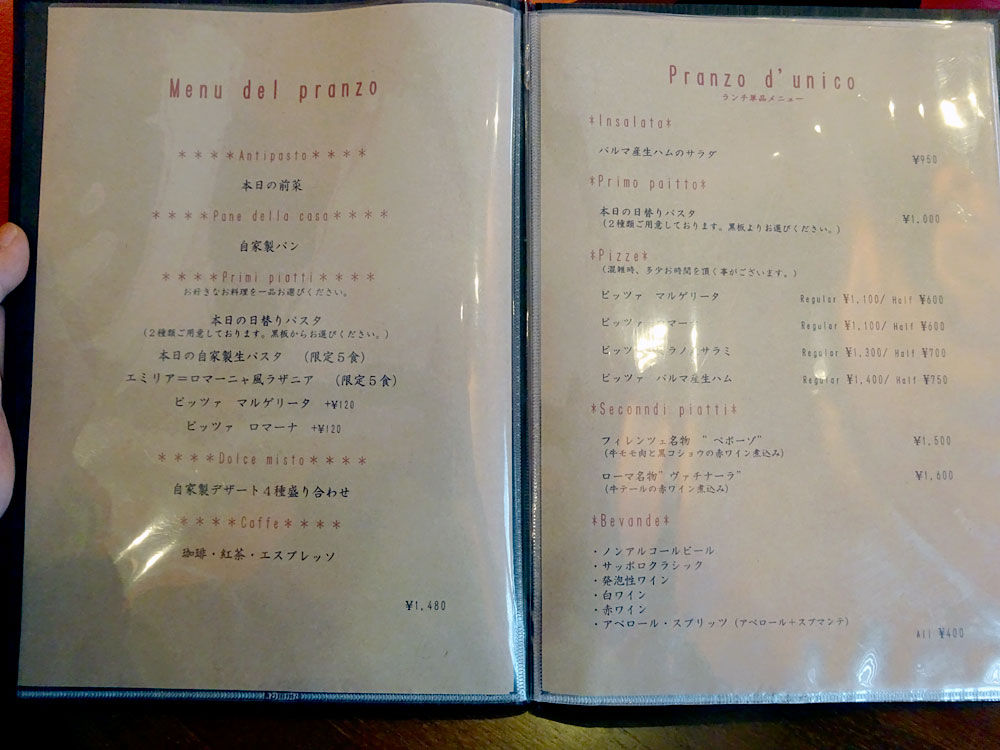 Menu del pranzo
＊＊＊＊Antipasto＊＊＊＊
本日の前菜
＊＊＊＊Pane della casa＊＊＊＊
自家製パン
＊＊＊＊Primi piatti＊＊＊＊
お好きなお料理を一品お選びください。
本日の日替りパスタ
(２種類ご用意しております。黒板からお選びください。)
本日の自家製生パスタ (限定５食)
エミリア＝ロマーニャ風ラザニア (限定５食)
ピッツァ マルゲリータ +¥120
ピッツァ ロマーナ +¥120
＊＊＊＊Dolce misto＊＊＊＊
自家製デザート４種盛り合わせ
＊＊＊＊Caffe＊＊＊＊
珈琲・紅茶・エスプレッソ
¥1,480
Pranzo d'unico
ランチ単品メニュー
*Insalata*
パルマ産生ハムのサラダ ¥950
*Primo paitto*
本日の日替りパスタ ¥1,000
(２種類ご用意しております。黒板よりお選びください。)
*Pizze*
(混雑時、多少お時間を頂く事がございます。)
ピッツァ マルゲリータ Regular ¥1,100/ Half ¥600
ピッツァ ーナ Regular ¥1,100/ Half ¥600
ピッツ ラノサラミ Regular ¥1,300/ Half ¥700
ピッツァ パルマ産生ハム Regular ¥1,400/ Half ¥750
*Seconndi piatti*
フィレンツェ名物 ”ペポーゾ” ¥1,500
(牛モモ肉と黒コショウの赤ワイン煮込み)
ローマ名物”ヴァチナーラ” ¥1,600
(牛テールの赤ワイン煮込み)
*Bevande*
・ノンアルコールビール
・サッポロクラシック
・発泡性ワイン
・白ワイン
・赤ワイン
・アペロール・スプリッツ (アペロール＋スプマンテ)
All ¥400